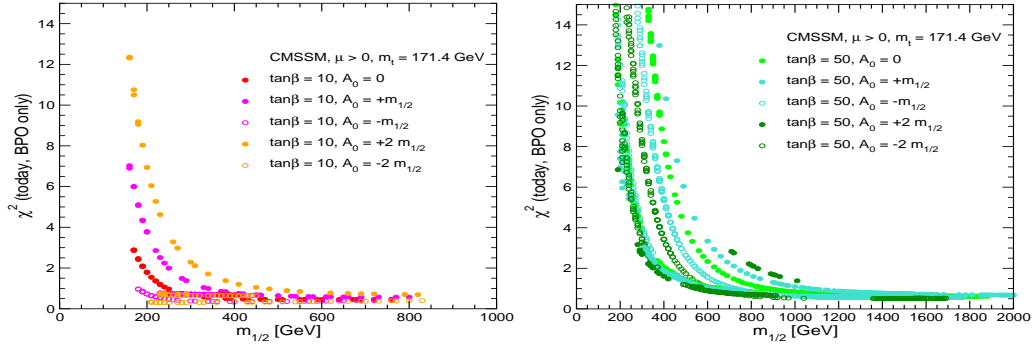 χ² (today, BPO only)
14
12
10
8
6
4
2
0
CMSSM, μ > 0, mₜ = 171.4 GeV
tanβ = 10, A₀ = 0
tanβ = 10, A₀ = +m₁/₂
tanβ = 10, A₀ = -m₁/₂
tanβ = 10, A₀ = +2 m₁/₂
tanβ = 10, A₀ = -2 m₁/₂
0 200 400 600 800 1000
m₁/₂ [GeV]
χ² (today, BPO only)
14
12
10
8
6
4
2
0
CMSSM, μ > 0, mₜ = 171.4 GeV
tanβ = 50, A₀ = 0
tanβ = 50, A₀ = +m₁/₂
tanβ = 50, A₀ = -m₁/₂
tanβ = 50, A₀ = +2 m₁/₂
tanβ = 50, A₀ = -2 m₁/₂
0 200 400 600 800 1000 1200 1400 1600 1800 2000
m₁/₂ [GeV]